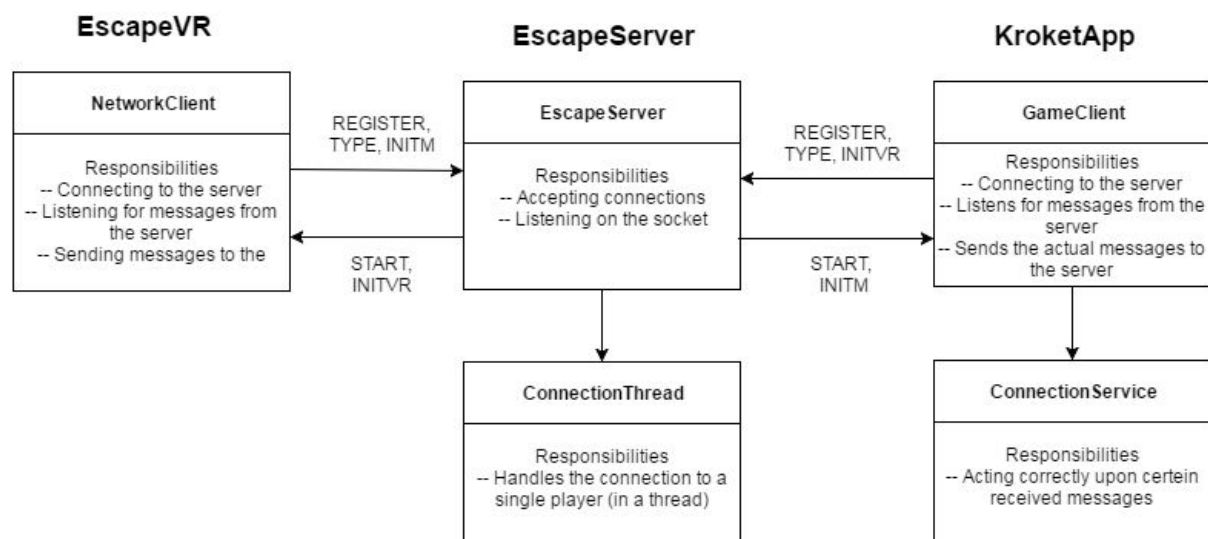 EscapeVR
EscapeServer
KroketApp
NetworkClient
Responsibilities
-- Connecting to the server
-- Listening for messages from
the server
-- Sending messages to the
REGISTER,
TYPE, INITM
START,
INITVR
EscapeServer
Responsibilities
-- Accepting connections
-- Listening on the socket
REGISTER,
TYPE, INITVR
START,
INITM
GameClient
Responsibilities
-- Connecting to the server
-- Listens for messages from the
server
-- Sends the actual messages to
the server
ConnectionThread
Responsibilities
-- Handles the connection to a
single player (in a thread)
ConnectionService
Responsibilities
-- Acting correctly upon certein
received messages